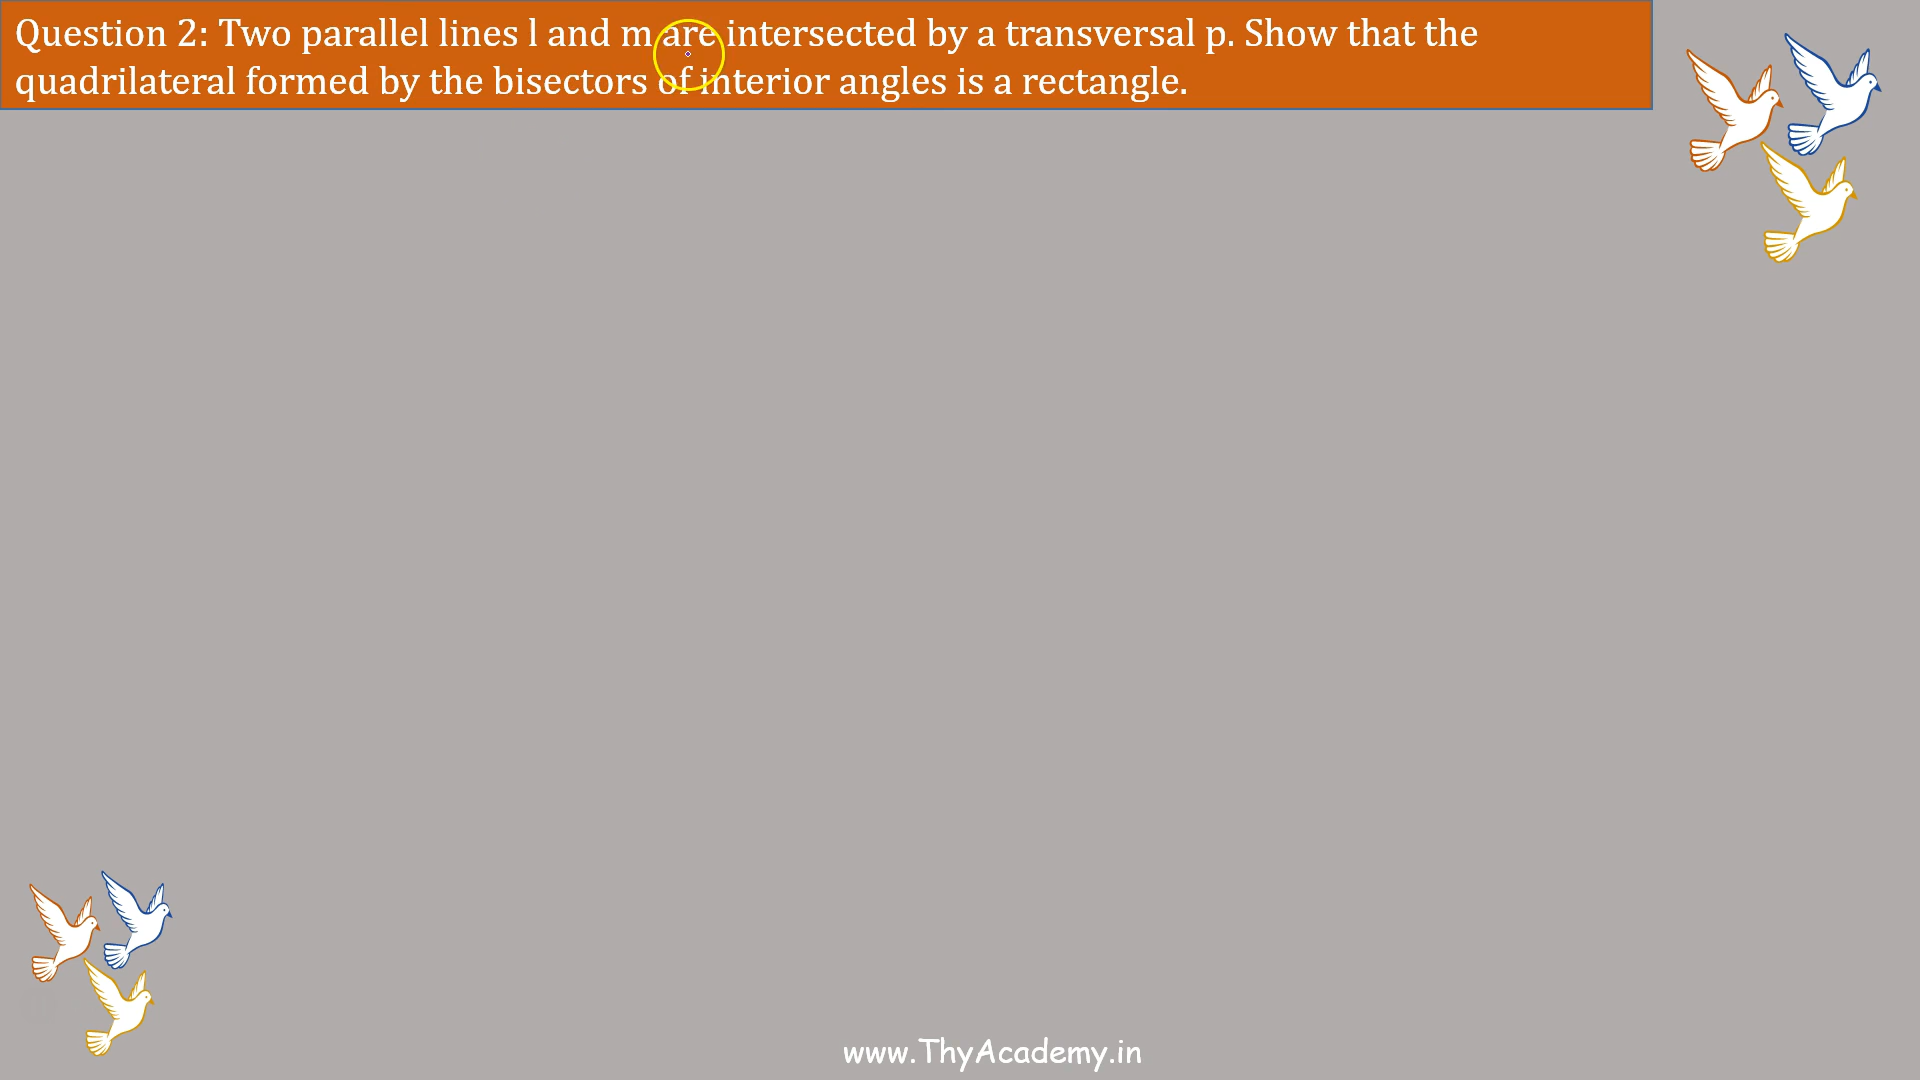 Question 2: Two parallel lines l and m are intersected by a transversal p. Show that the
quadrilateral formed by the bisectors of interior angles is a rectangle.
www.ThyAcademy.in